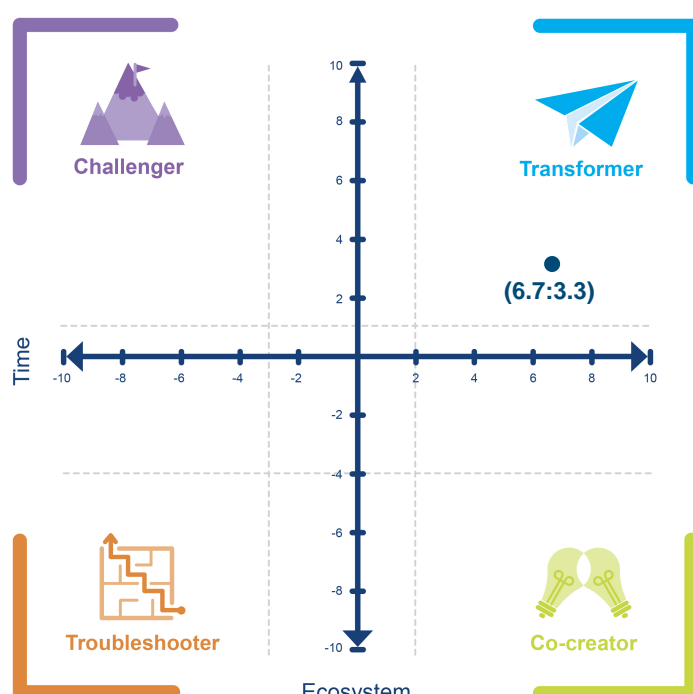 10
Challenger
Transformer
8
6
4
2
(6.7:3.3)
Time
-10 -8 -6 -4 -2 2 4 6 8 10
-2
-4
-6
-8
-10
Troubleshooter
Co-creator
Ecosystem